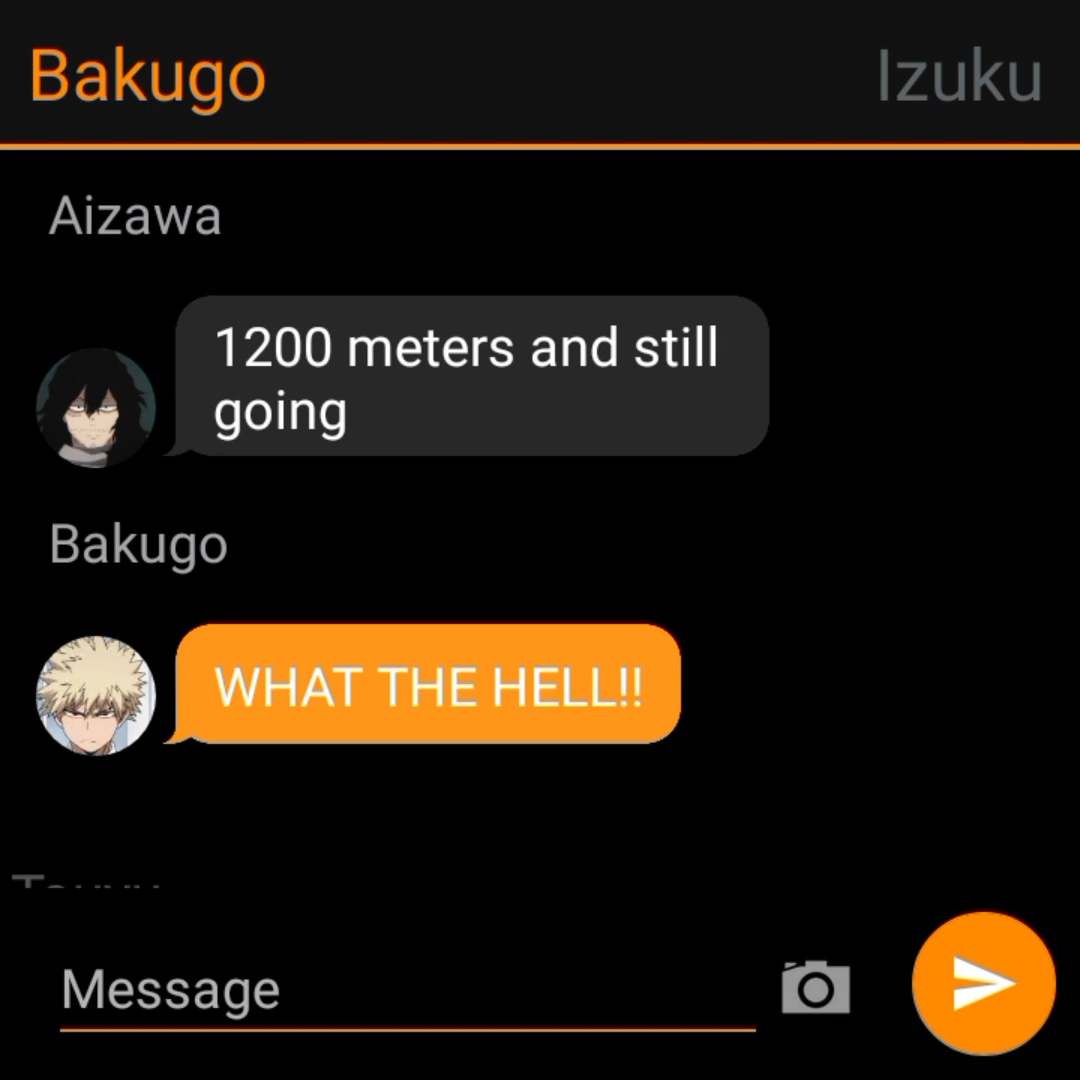 Bakugo
Izuku
Aizawa
1200 meters and still
going
Bakugo
WHAT THE HELL!!
Message